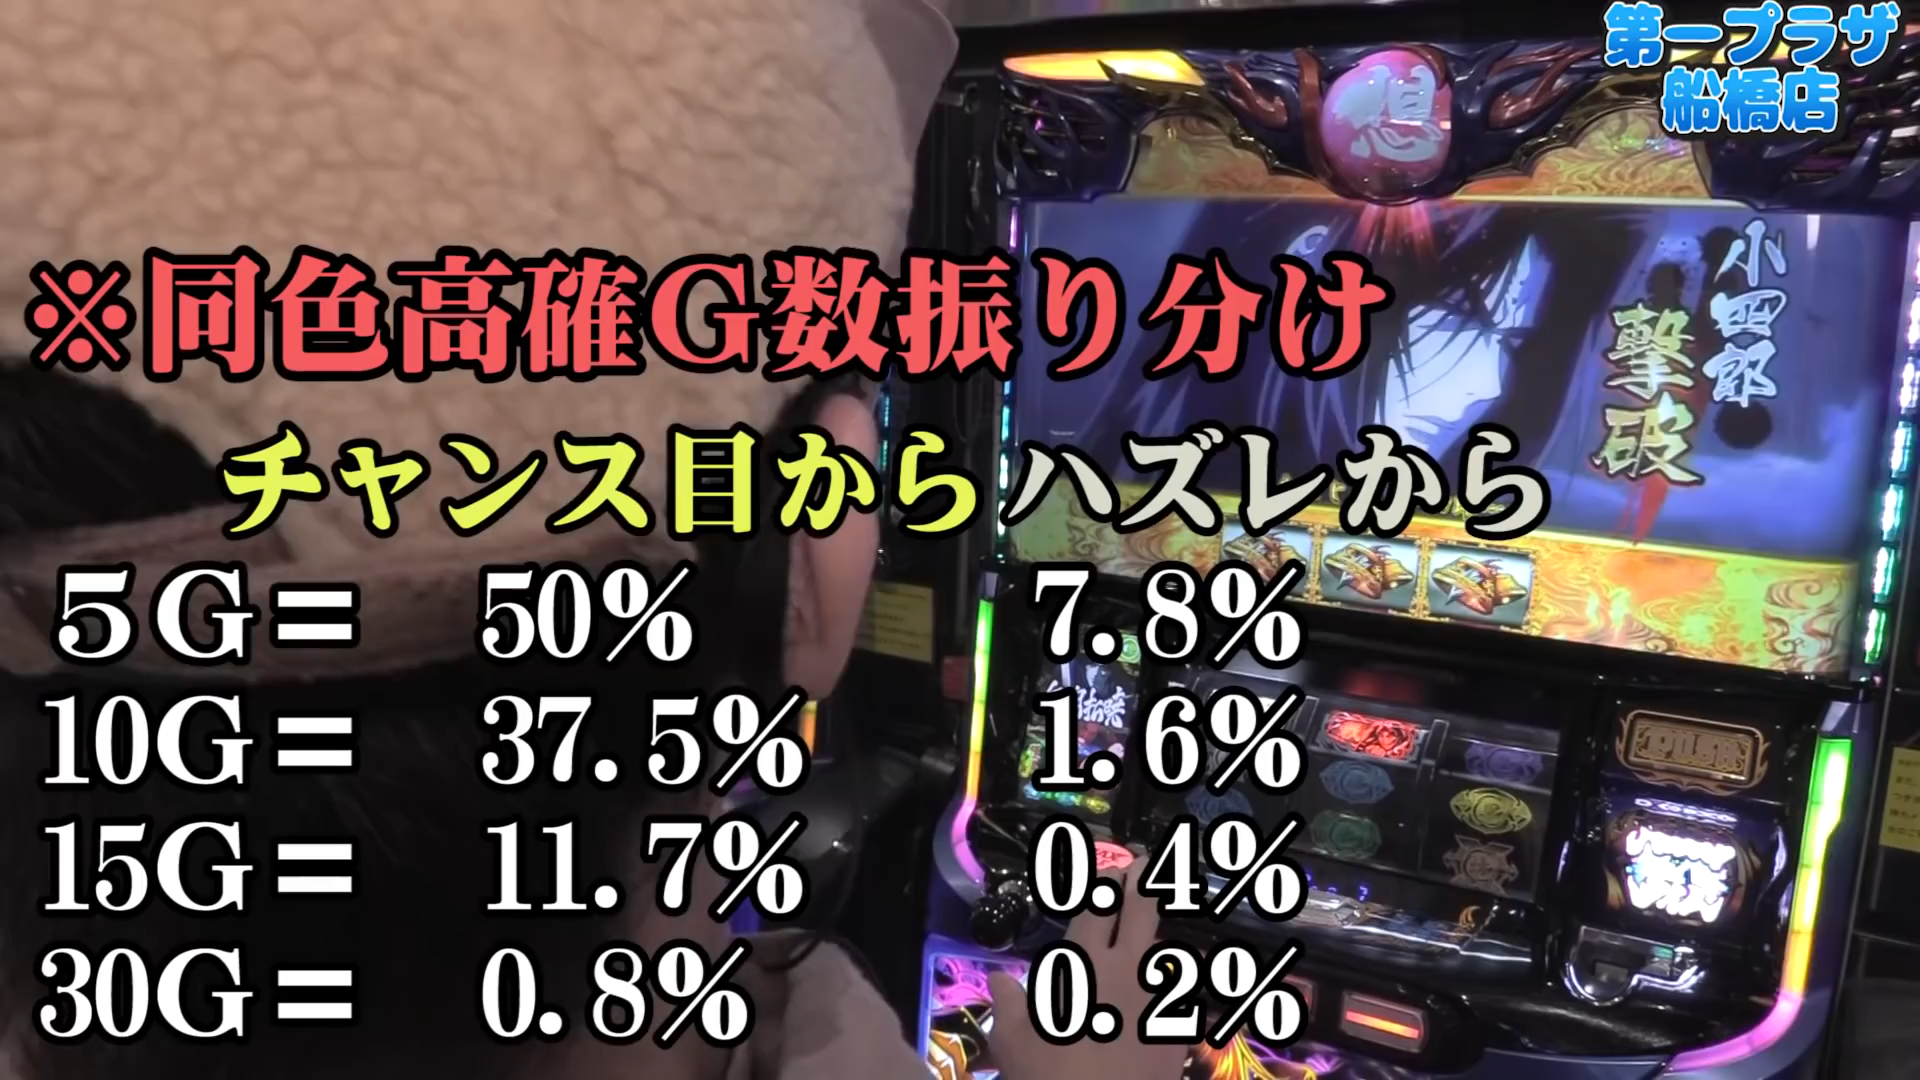 第一プラザ
船橋店
想
小四郎
撃破
※同色高確G数振り分け
チャンス目から ハズレから
5G= 50% 7.8%
10G= 37.5% 1.6%
15G= 11.7% 0.4%
30G= 0.8% 0.2%
PUSH